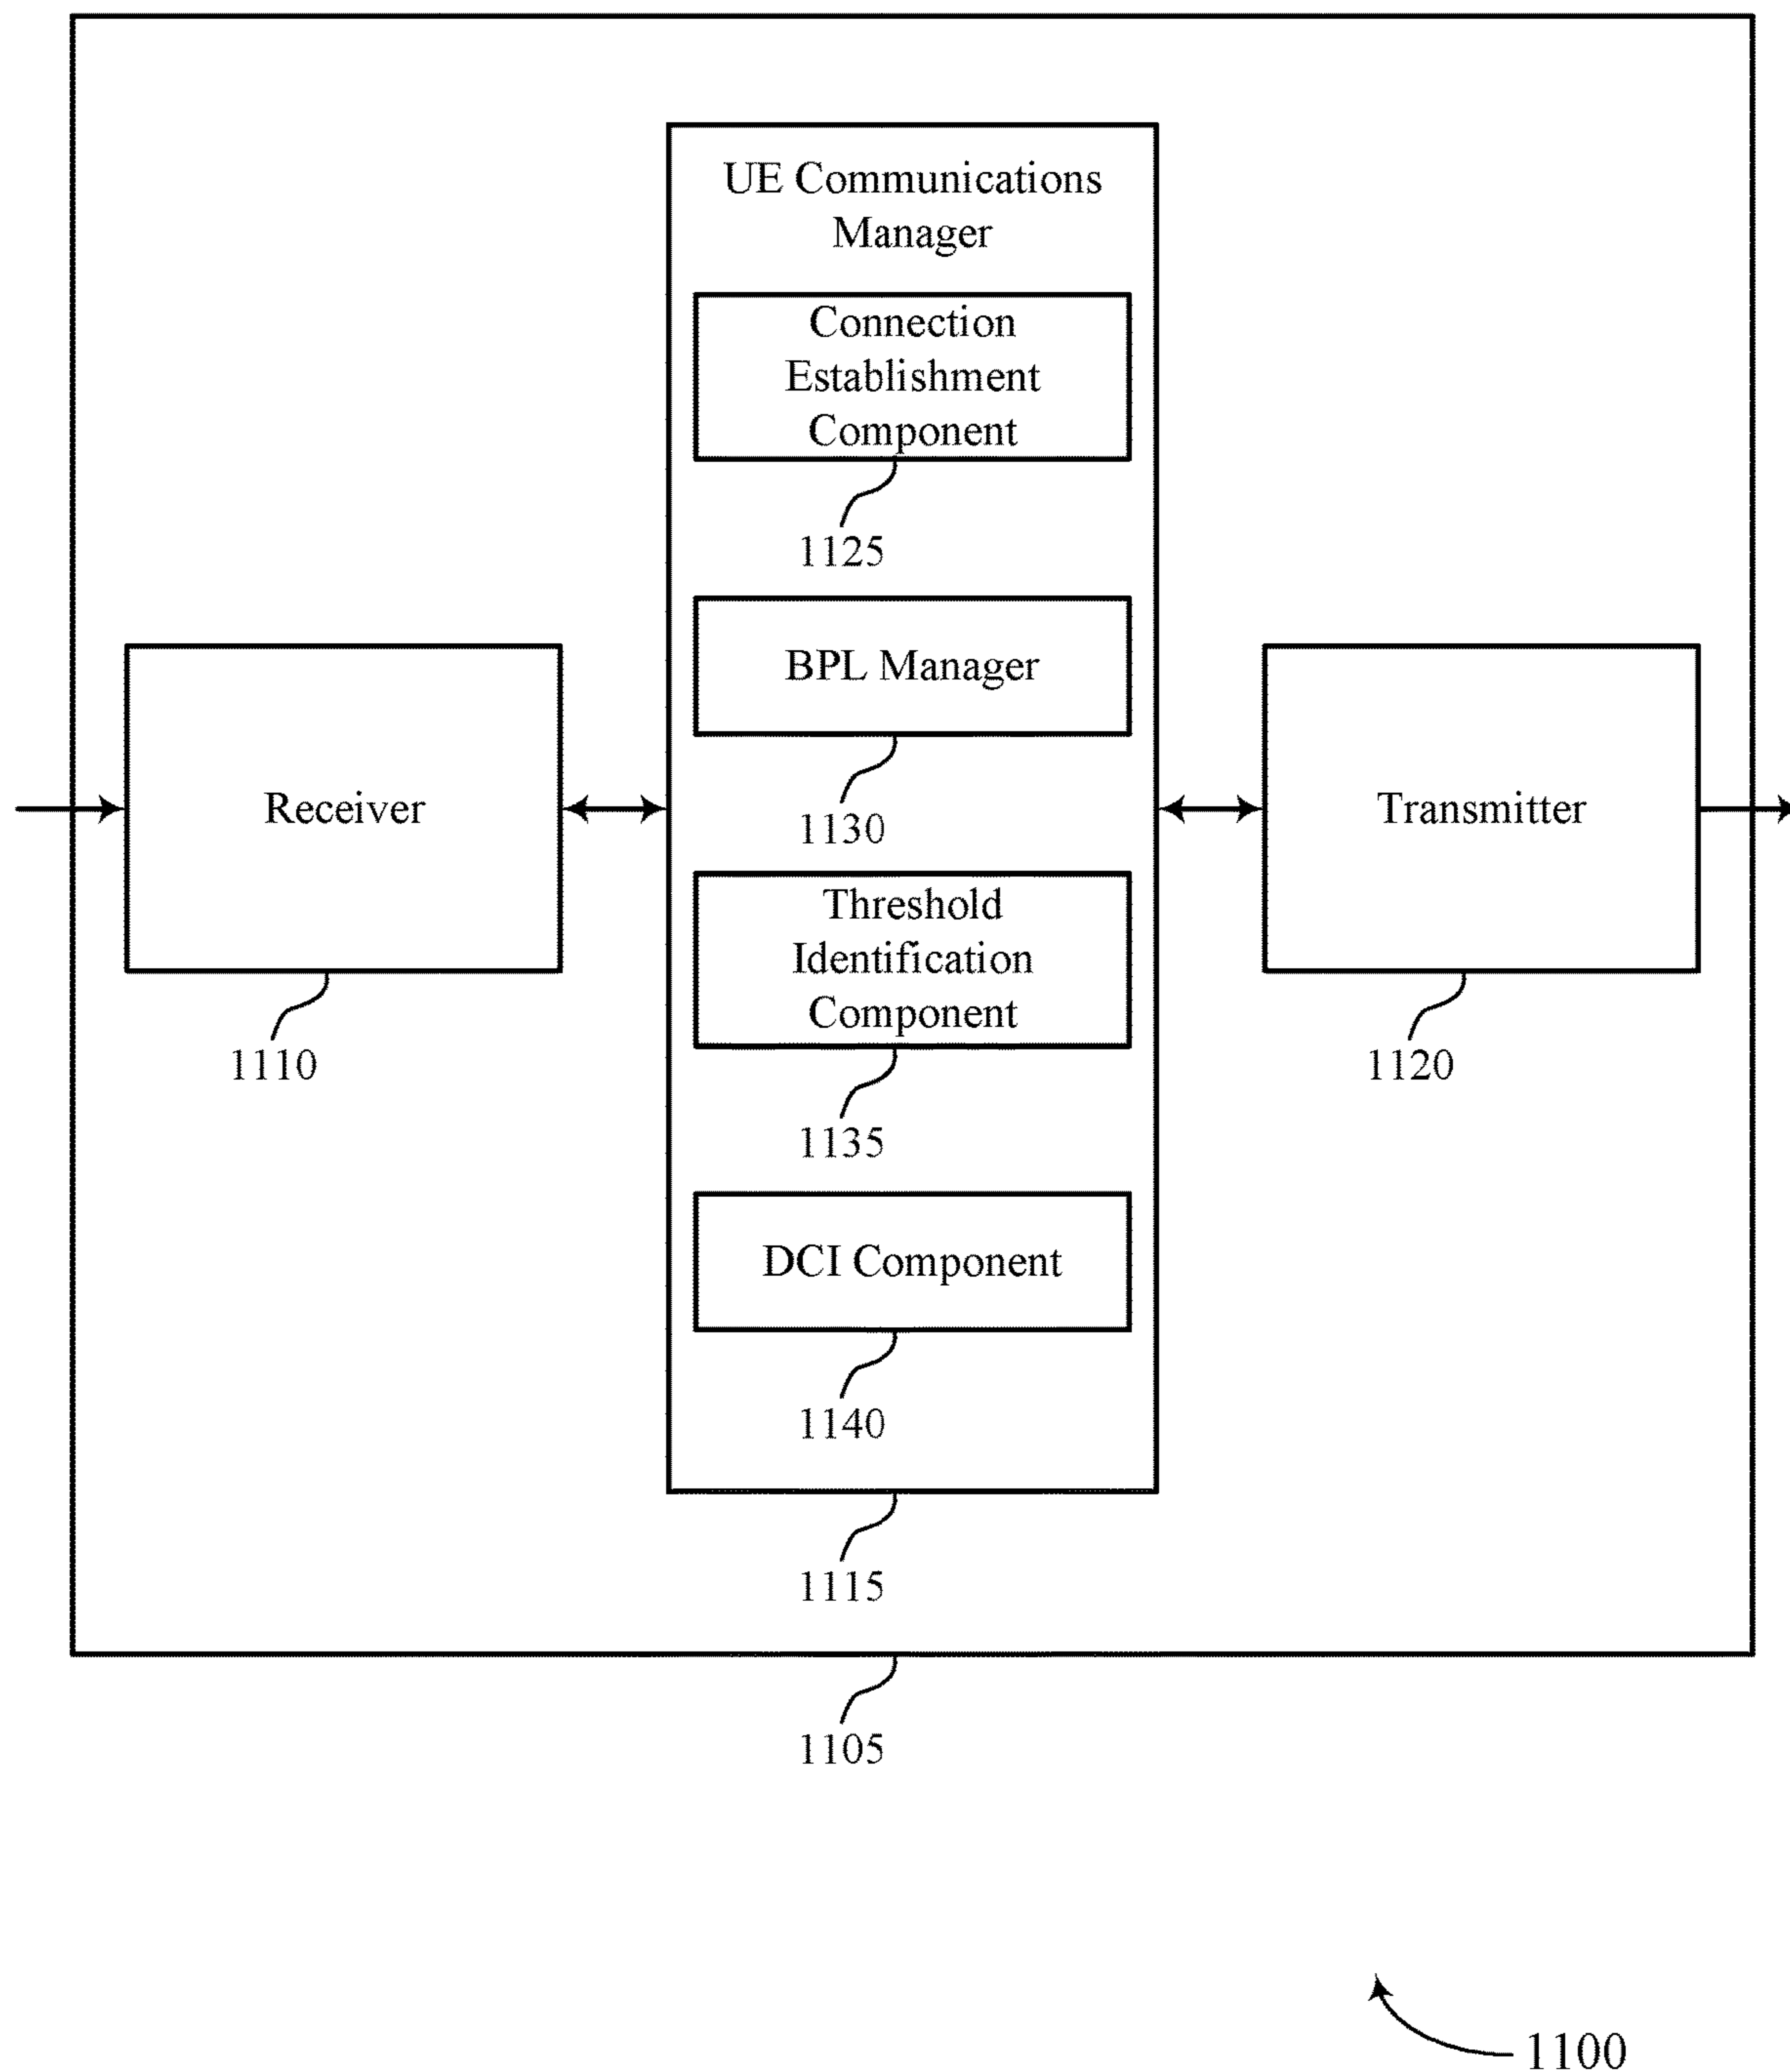 UE Communications
Manager
Connection
Establishment
Component
1125
BPL Manager
1130
Receiver
1110
Transmitter
1120
Threshold
Identification
Component
1135
DCI Component
1140
1115
1105
1100